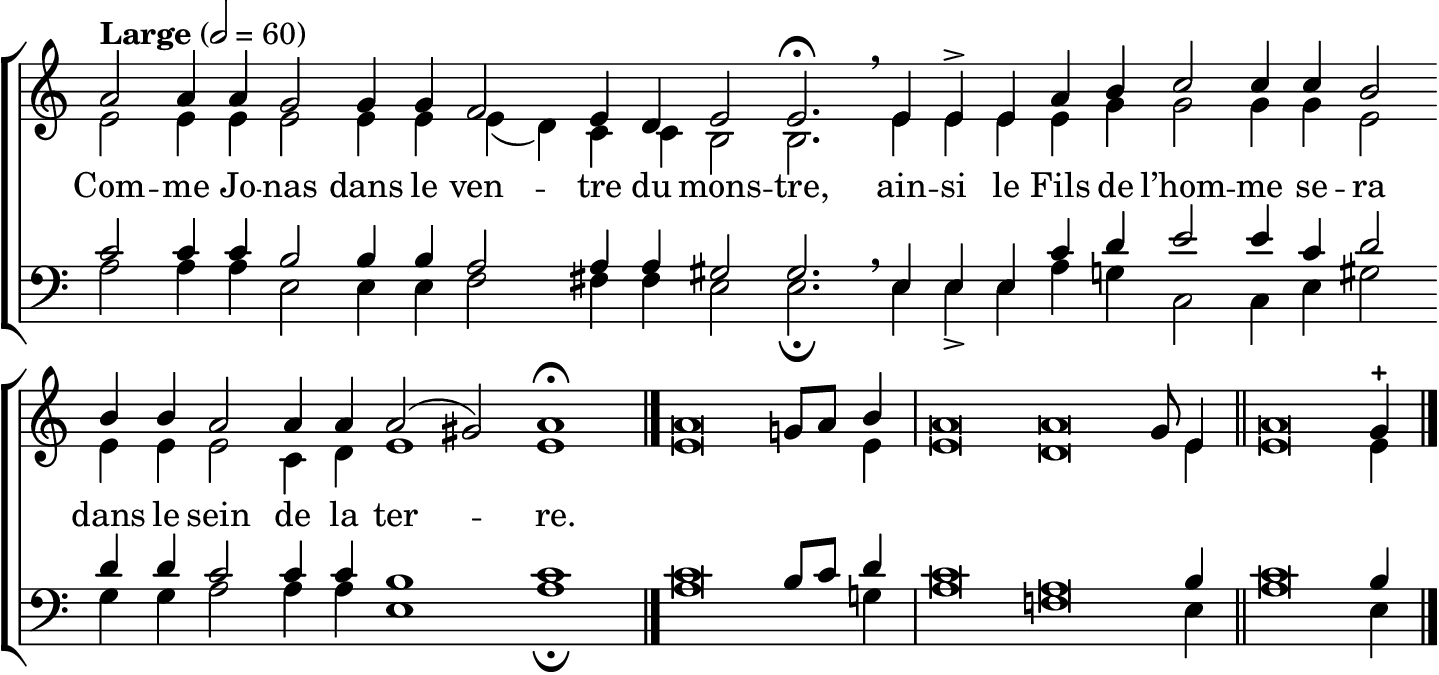 Large (𝅗𝅥 = 60)
Com -- me Jo - nas dans le ven - tre du mons - tre, ain - si le Fils de l’hom - me se - ra
dans le sein de la ter - re.